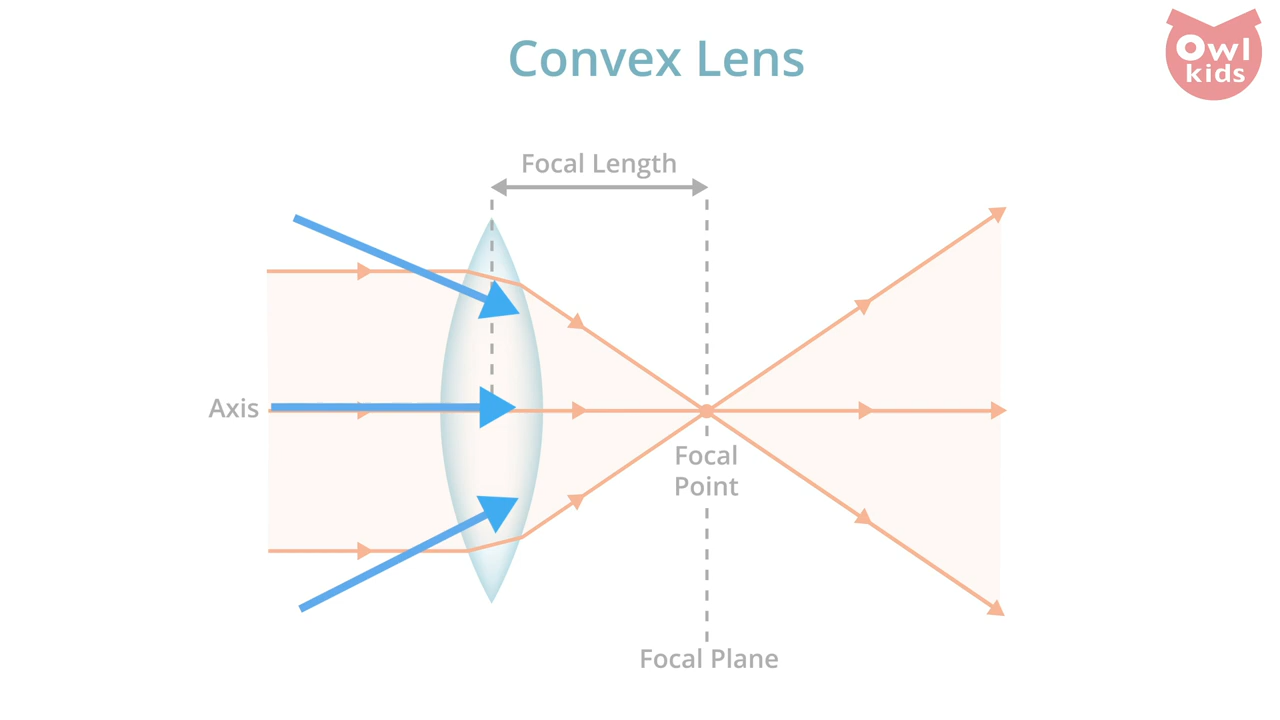 Convex Lens
Owl
kids
Focal Length
Axis
Focal
Point
Focal Plane